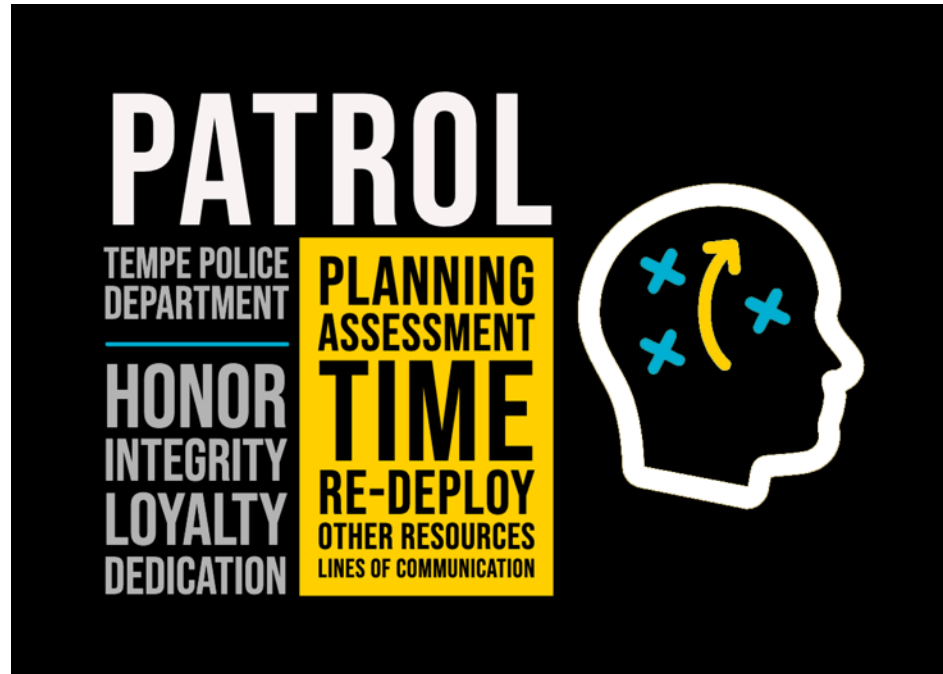 PATROL
TEMPE POLICE
DEPARTMENT
HONOR
INTEGRITY
LOYALTY
DEDICATION
PLANNING
ASSESSMENT
TIME
RE-DEPLOY
OTHER RESOURCES
LINES OF COMMUNICATION